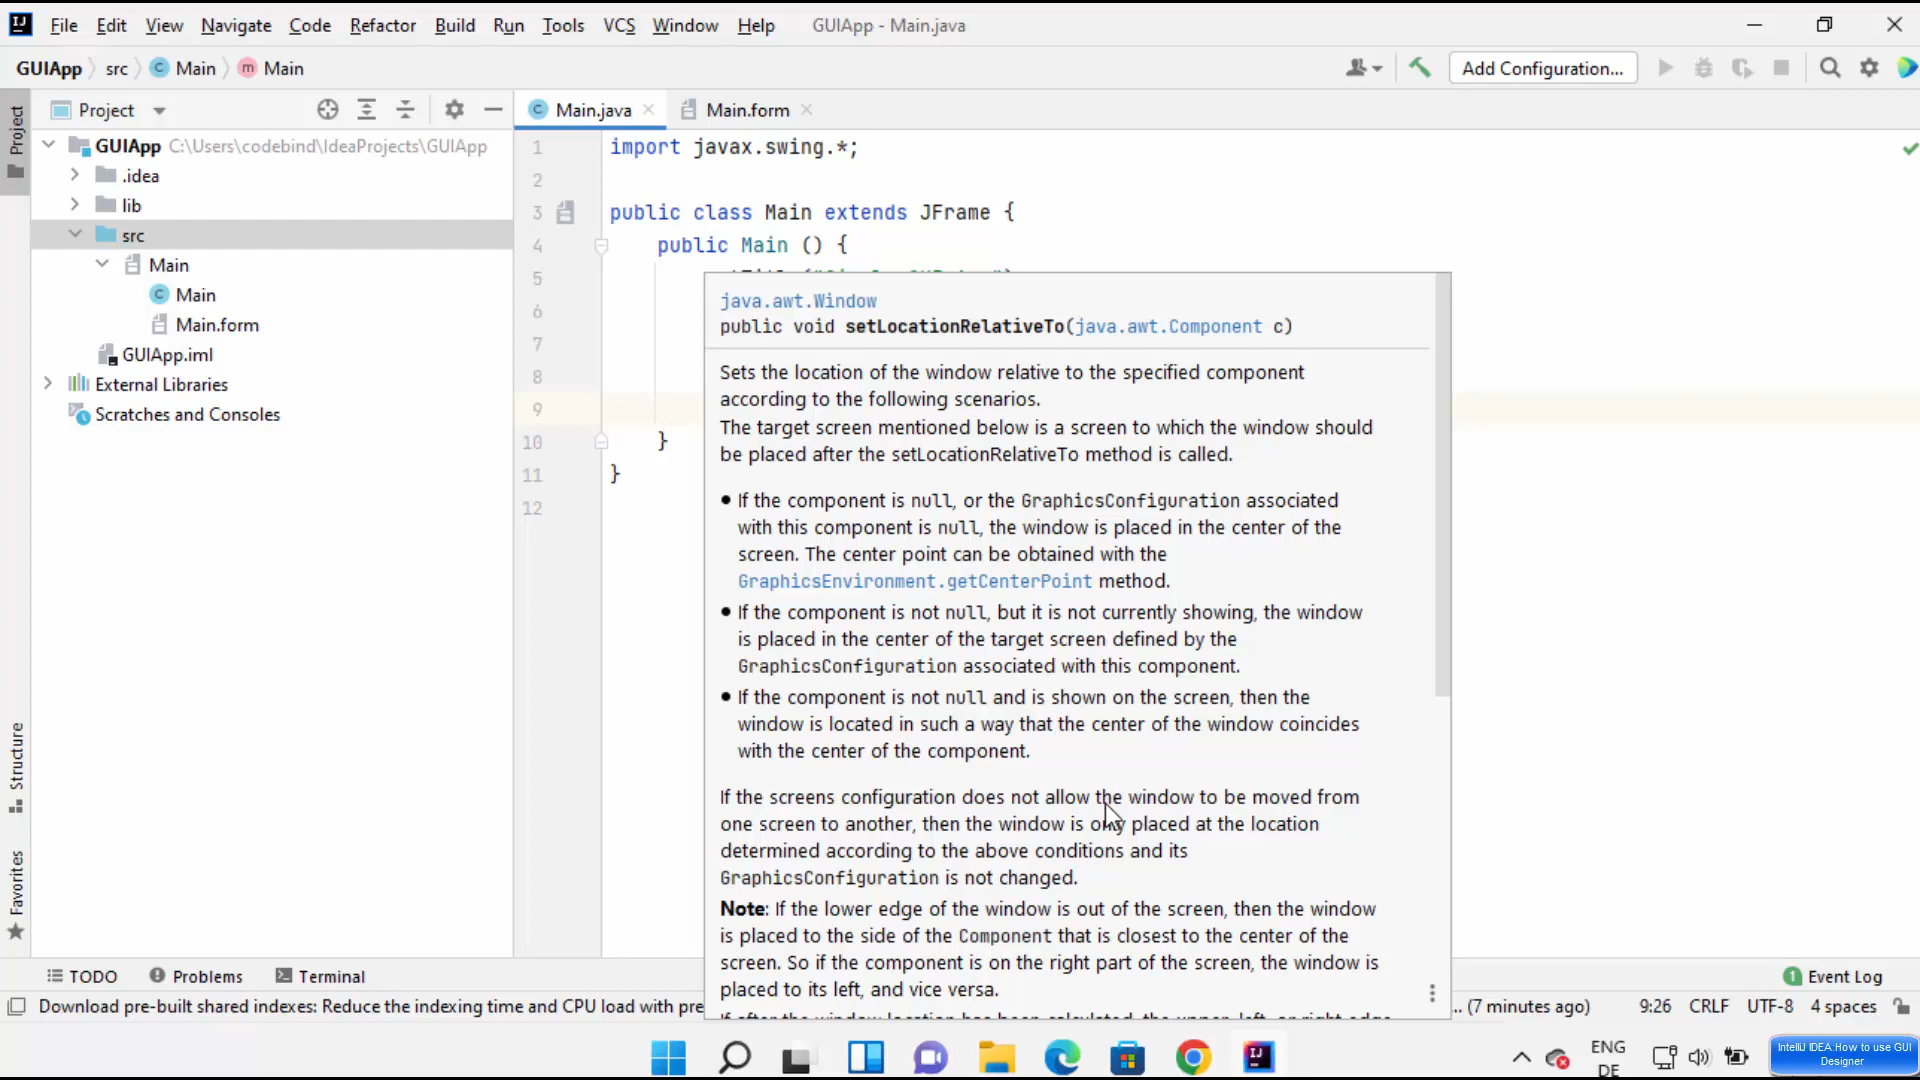 File Edit View Navigate Code Refactor Build Run Tools VCS Window Help GUIApp - Main.java
GUIApp src Main Main Add Configuration...
Project
Project
Main.java
Main.form
GUIApp C:\Users\codebind\IdeaProjects\GUIApp
.idea
lib
src
Main
Main
Main.form
GUIApp.iml
External Libraries
Scratches and Consoles
1 import javax.swing.*;
2
3 public class Main extends JFrame {
4 public Main () {
5
6
7
8
9
10 }
11 }
12
java.awt.Window
public void setLocationRelativeTo(java.awt.Component c)
Sets the location of the window relative to the specified component
according to the following scenarios.
The target screen mentioned below is a screen to which the window should
be placed after the setLocationRelativeTo method is called.
If the component is null, or the GraphicsConfiguration associated
with this component is null, the window is placed in the center of the
screen. The center point can be obtained with the
GraphicsEnvironment.getCenterPoint method.
If the component is not null, but it is not currently showing, the window
is placed in the center of the target screen defined by the
GraphicsConfiguration associated with this component.
If the component is not null and is shown on the screen, then the
window is located in such a way that the center of the window coincides
with the center of the component.
If the screens configuration does not allow the window to be moved from
one screen to another, then the window is only placed at the location
determined according to the above conditions and its
GraphicsConfiguration is not changed.
Note: If the lower edge of the window is out of the screen, then the window
is placed to the side of the Component that is closest to the center of the
screen. So if the component is on the right part of the screen, the window is
placed to its left, and vice versa.
Structure
Favorites
TODO Problems Terminal 1 Event Log
Download pre-built shared indexes: Reduce the indexing time and CPU load with pre .. (7 minutes ago) 9:26 CRLF UTF-8 4 spaces
ENG
DE
IntelliJ IDEA:How to use GUI
Designer